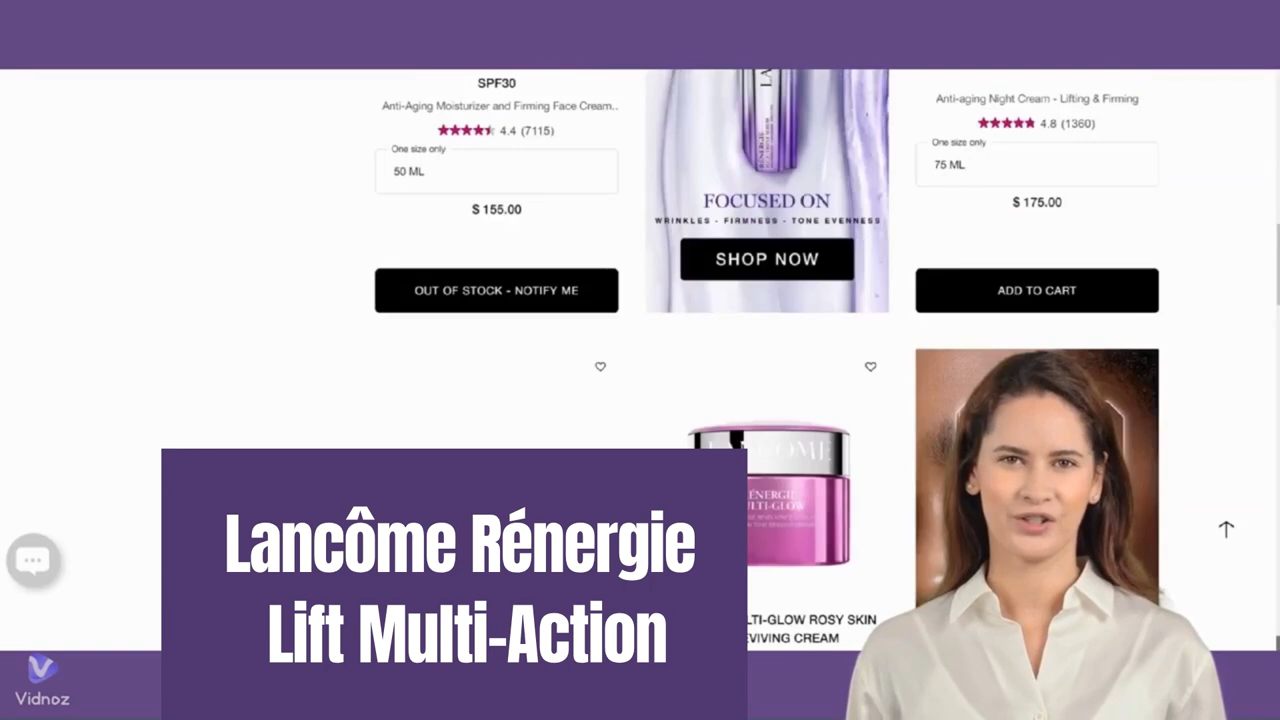 SPF30
Anti-Aging Moisturizer and Firming Face Cream..
4.4 (7115)
One size only
50 ML
$ 155.00
OUT OF STOCK - NOTIFY ME
FOCUSED ON
WRINKLES - FIRMNESS - TONE EVENNESS
SHOP NOW
Anti-aging Night Cream - Lifting & Firming
4.8 (1360)
One size only
75 ML
$ 175.00
ADD TO CART
LTI-GLOW ROSY SKIN
EVIVING CREAM
Lancôme Rénergie
Lift Multi-Action
Vidnoz